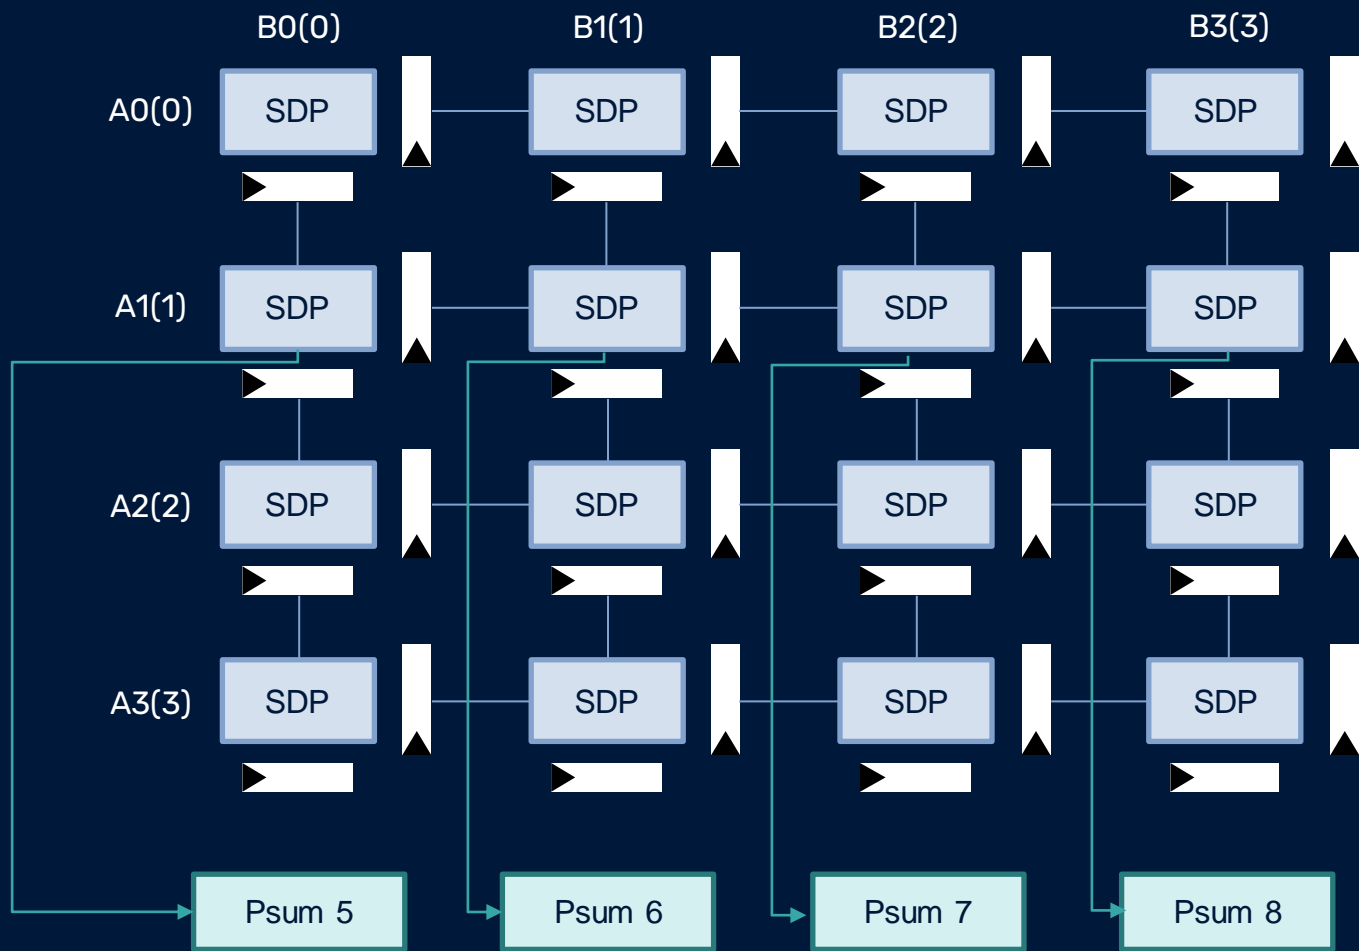 B0(0) B1(1) B2(2) B3(3)
A0(0) SDP SDP SDP SDP
A1(1) SDP SDP SDP SDP
A2(2) SDP SDP SDP SDP
A3(3) SDP SDP SDP SDP
Psum 5 Psum 6 Psum 7 Psum 8